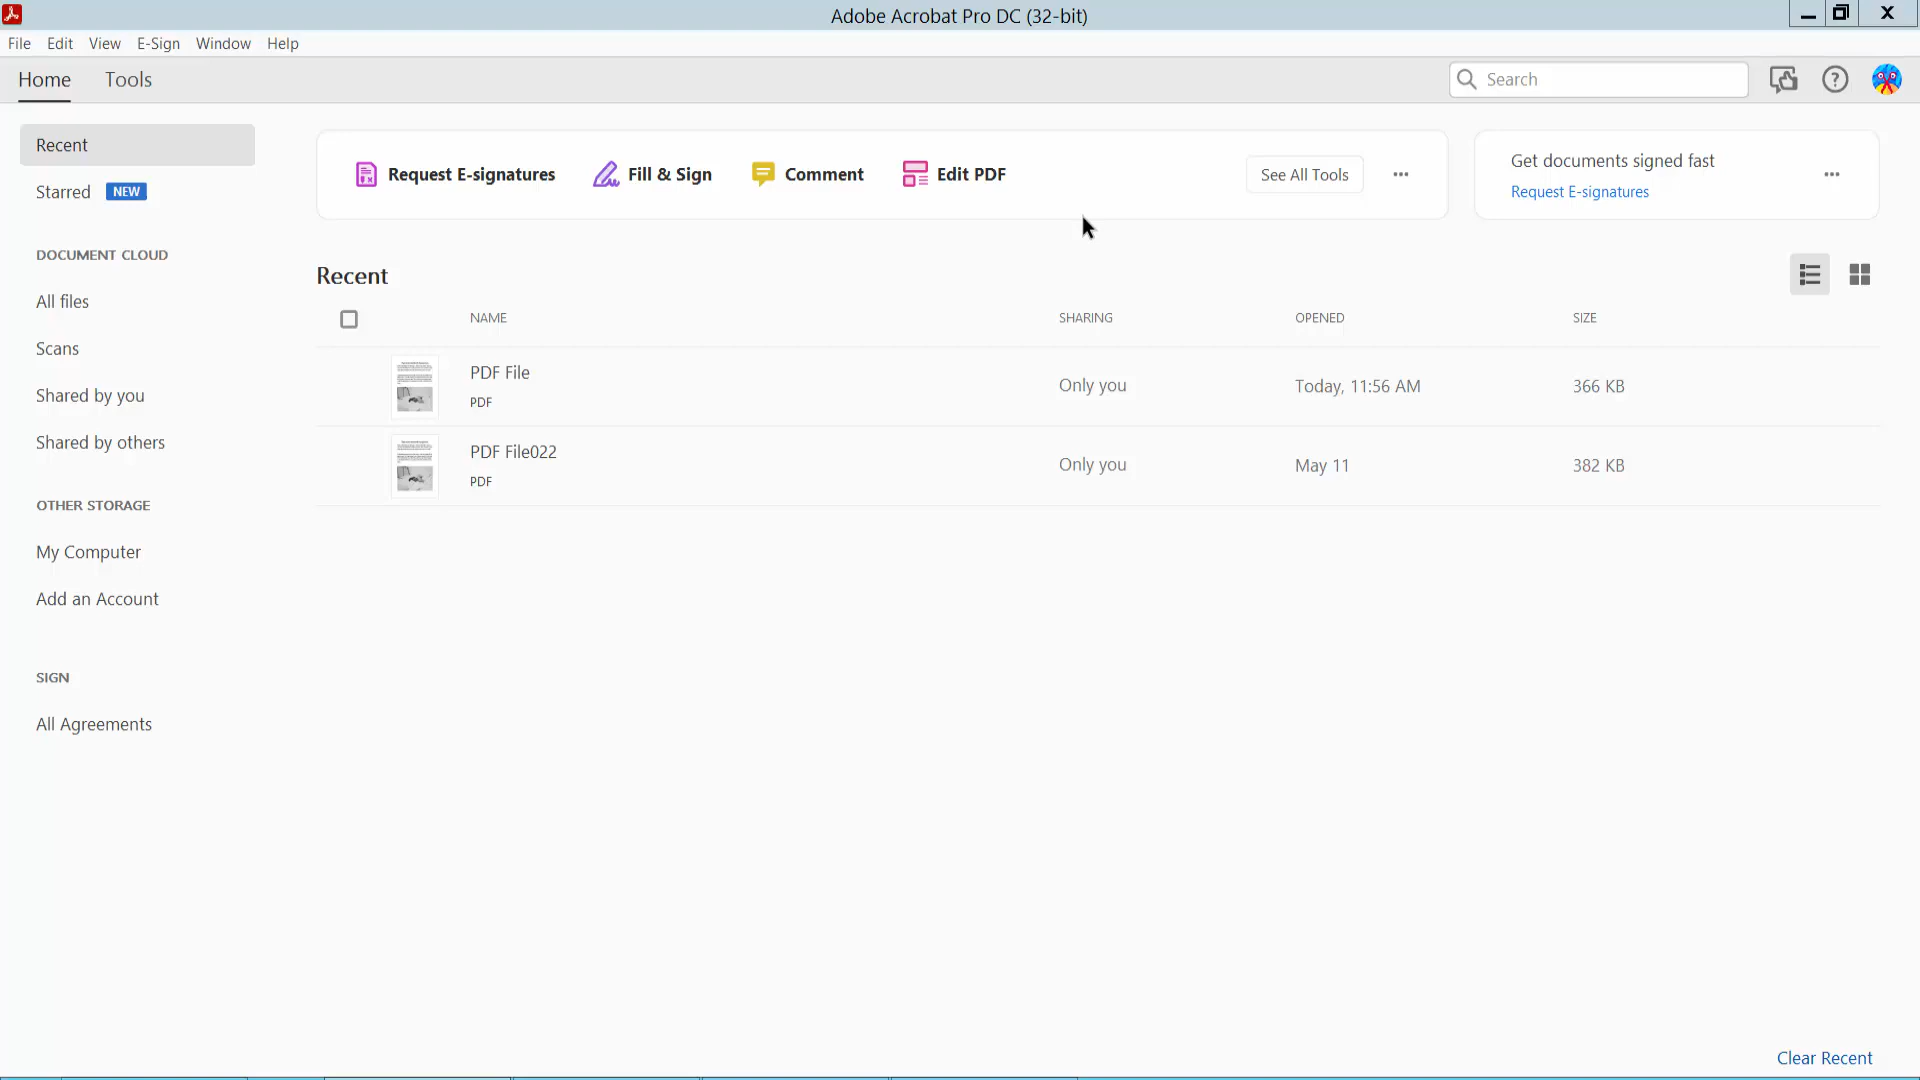 Adobe Acrobat Pro DC (32-bit)
File Edit View E-Sign Window Help
Home Tools Search
Recent
Starred NEW
DOCUMENT CLOUD
All files
Scans
Shared by you
Shared by others
OTHER STORAGE
My Computer
Add an Account
SIGN
All Agreements
Request E-signatures Fill & Sign Comment Edit PDF See All Tools
Get documents signed fast
Request E-signatures
Recent
NAME SHARING OPENED SIZE
PDF File Only you Today, 11:56 AM 366 KB
PDF
PDF File022 Only you May 11 382 KB
PDF
Clear Recent